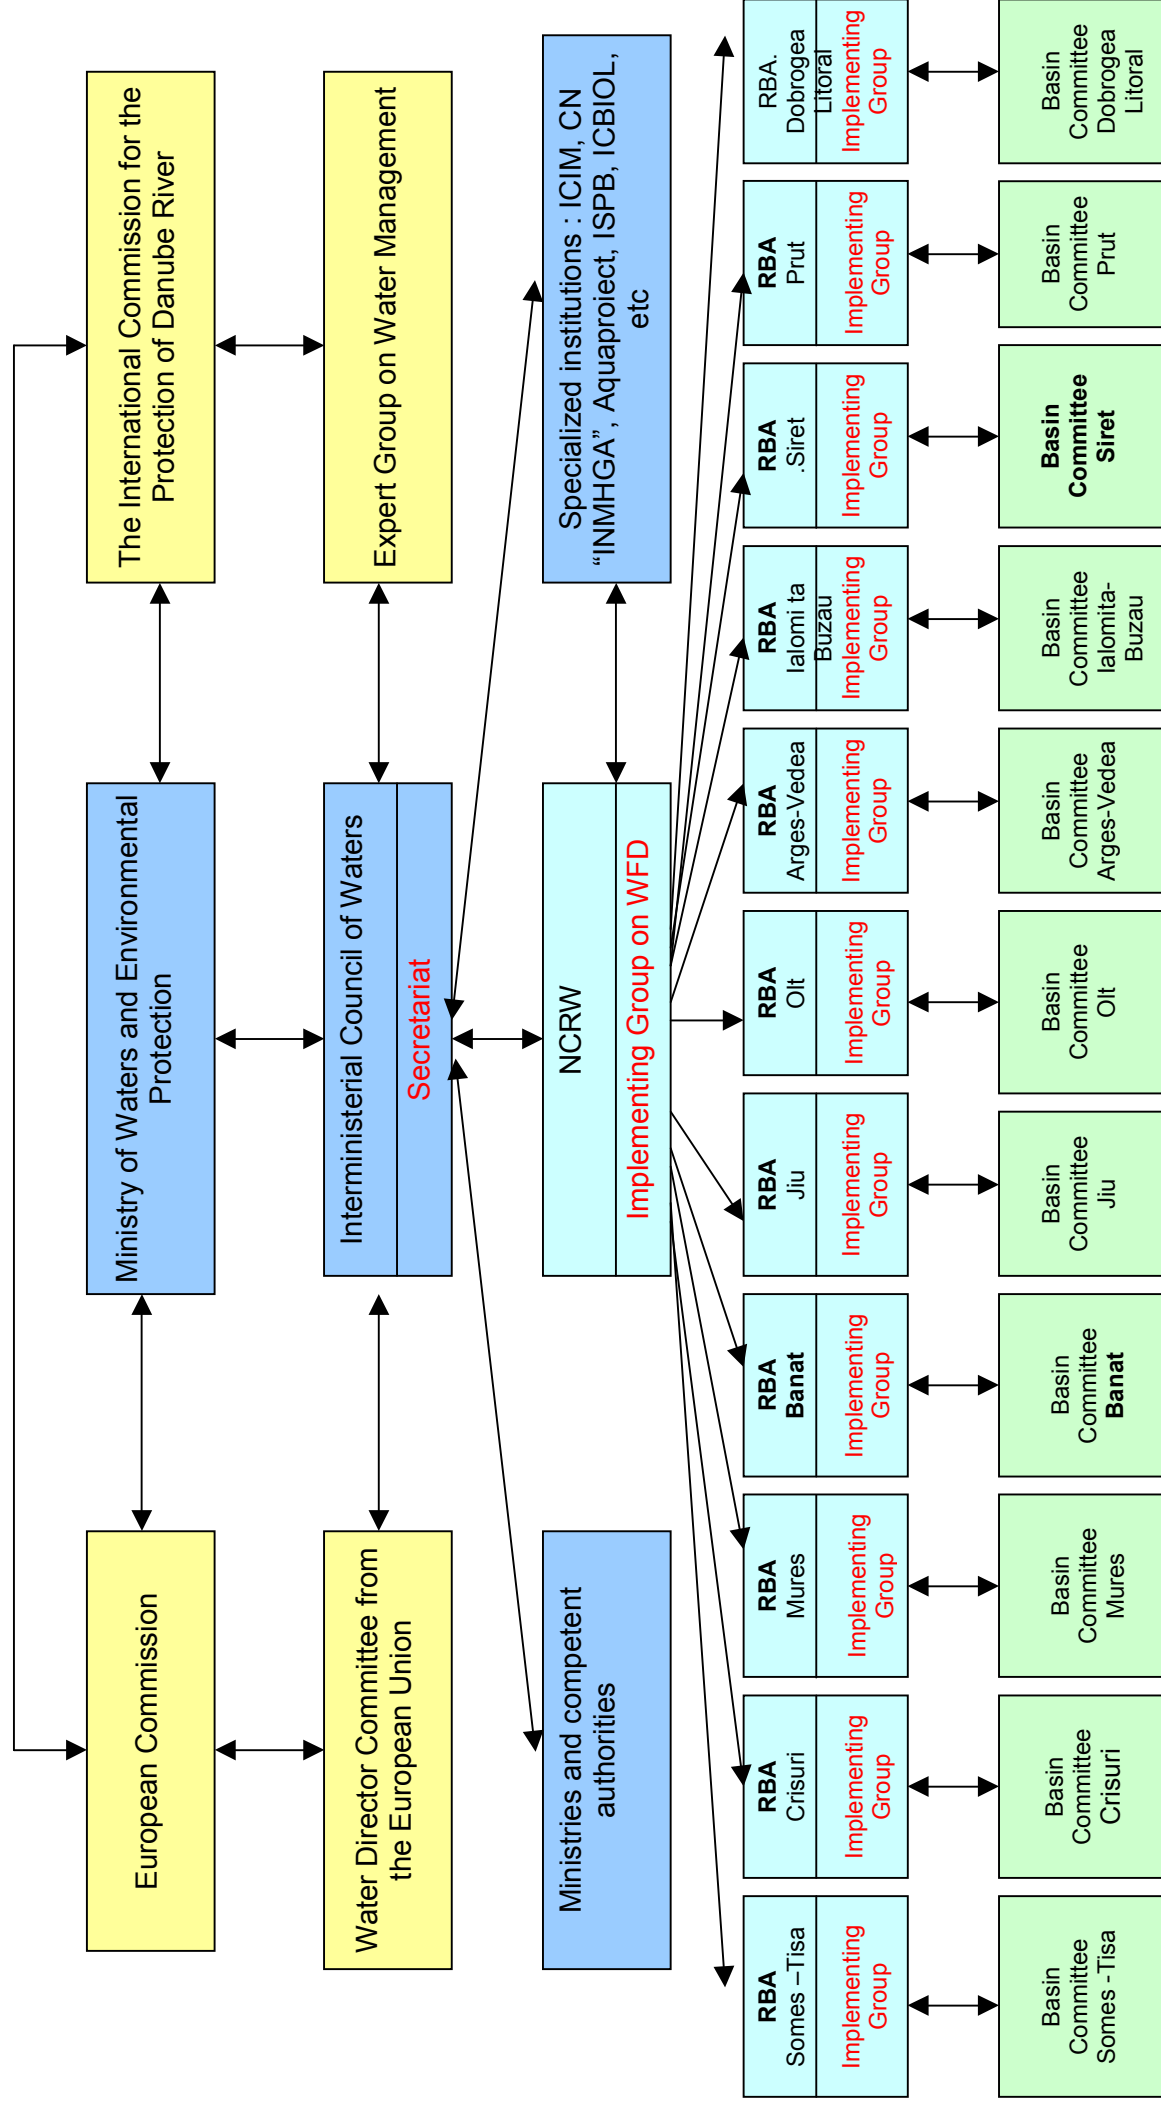 European Commission
Ministry of Waters and Environmental
Protection
The International Commission for the
Protection of Danube River
Water Director Committee from
the European Union
Interministerial Council of Waters
Secretariat
Expert Group on Water Management
Ministries and competent
authorities
NCRW
Implementing Group on WFD
Specialized institutions : ICIM, CN
“INMHGA”, Aquaproiect, ISPB, ICBIOL,
etc
RBA
Somes –Tisa
Implementing
Group
RBA
Crisuri
Implementing
Group
RBA
Mures
Implementing
Group
RBA
Banat
Implementing
Group
RBA
Jiu
Implementing
Group
RBA
Olt
Implementing
Group
RBA
Arges-Vedea
Implementing
Group
RBA
Ialomi ta
Buzau
Implementing
Group
RBA
.Siret
Implementing
Group
RBA
Prut
Implementing
Group
RBA.
Dobrogea
Litoral
Implementing
Group
Basin
Committee
Somes -Tisa
Basin
Committee
Crisuri
Basin
Committee
Mures
Basin
Committee
Banat
Basin
Committee
Jiu
Basin
Committee
Olt
Basin
Committee
Arges-Vedea
Basin
Committee
Ialomita-
Buzau
Basin
Committee
Siret
Basin
Committee
Prut
Basin
Committee
Dobrogea
Litoral